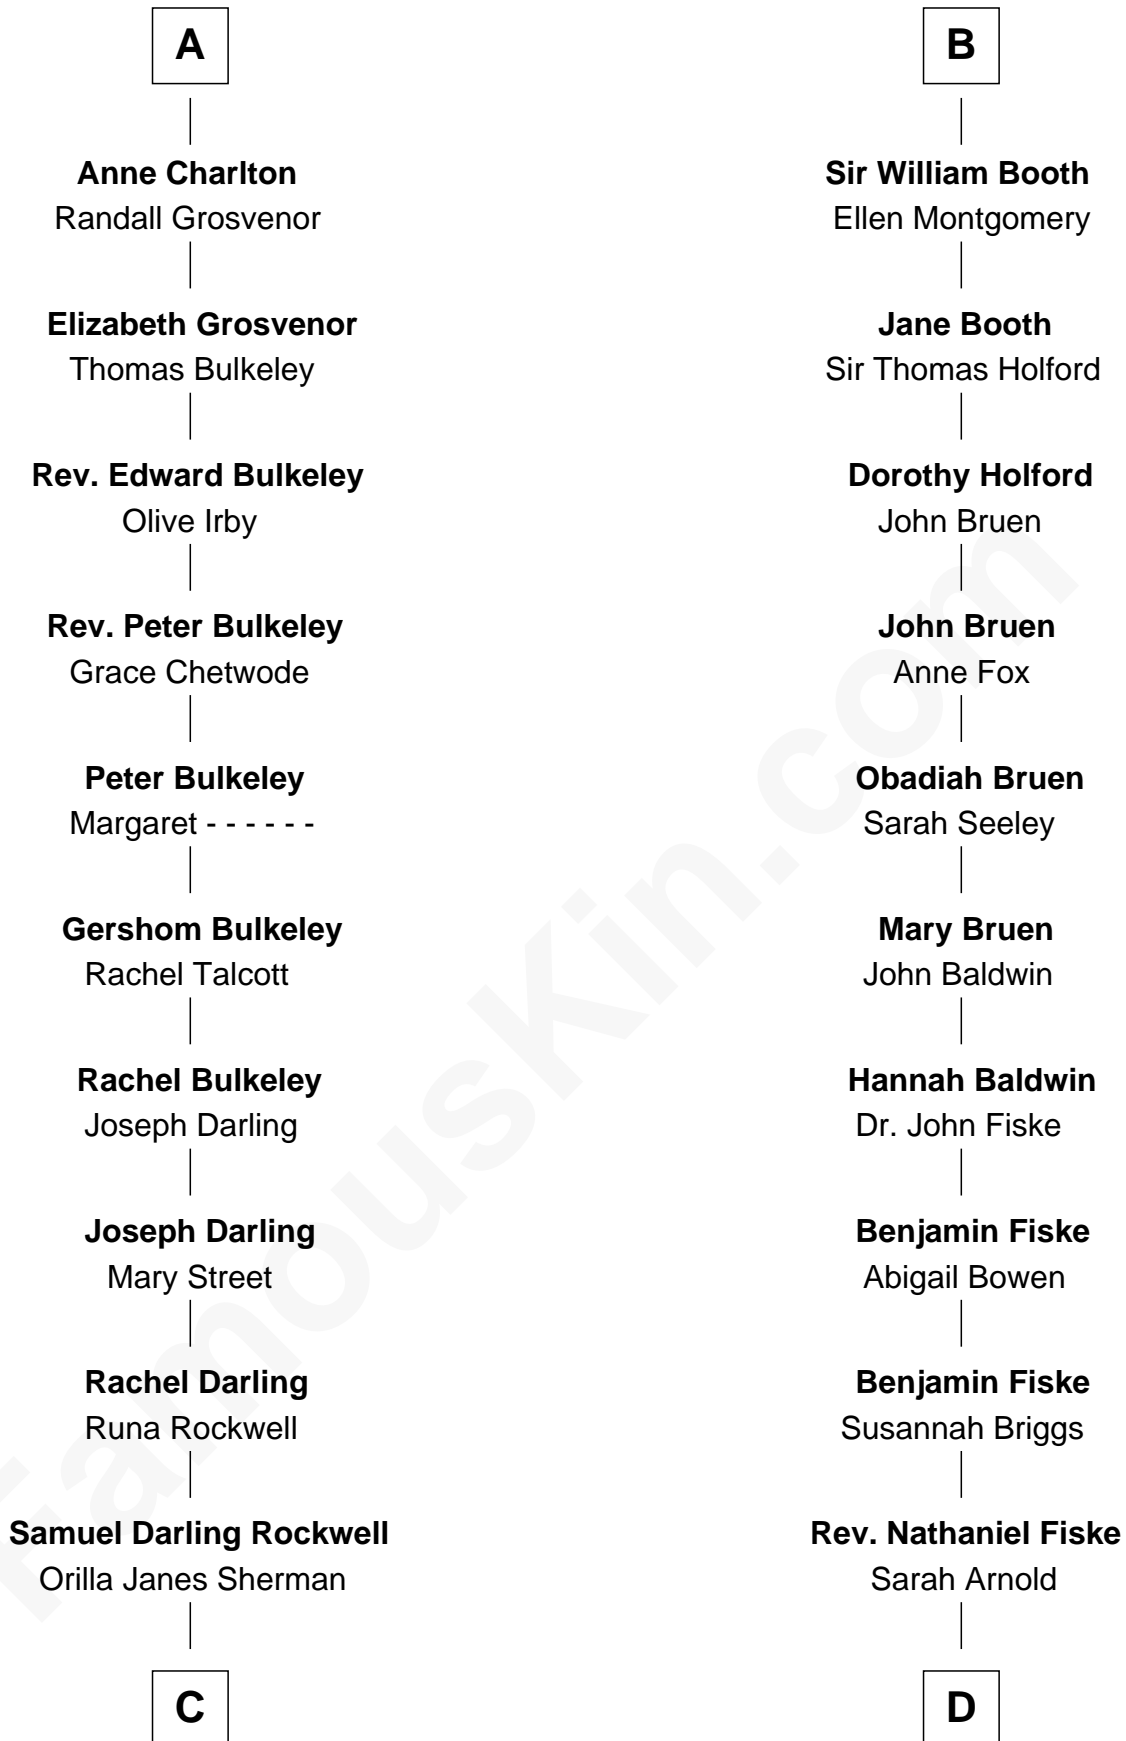 A
Anne Charlton
Randall Grosvenor
Elizabeth Grosvenor
Thomas Bulkeley
Rev. Edward Bulkeley
Olive Irby
Rev. Peter Bulkeley
Grace Chetwode
Peter Bulkeley
Margaret - - - - - -
Gershom Bulkeley
Rachel Talcott
Rachel Bulkeley
Joseph Darling
Joseph Darling
Mary Street
Rachel Darling
Runa Rockwell
Samuel Darling Rockwell
Orilla Janes Sherman
C
B
Sir William Booth
Ellen Montgomery
Jane Booth
Sir Thomas Holford
Dorothy Holford
John Bruen
John Bruen
Anne Fox
Obadiah Bruen
Sarah Seeley
Mary Bruen
John Baldwin
Hannah Baldwin
Dr. John Fiske
Benjamin Fiske
Abigail Bowen
Benjamin Fiske
Susannah Briggs
Rev. Nathaniel Fiske
Sarah Arnold
D
FamousKin.com